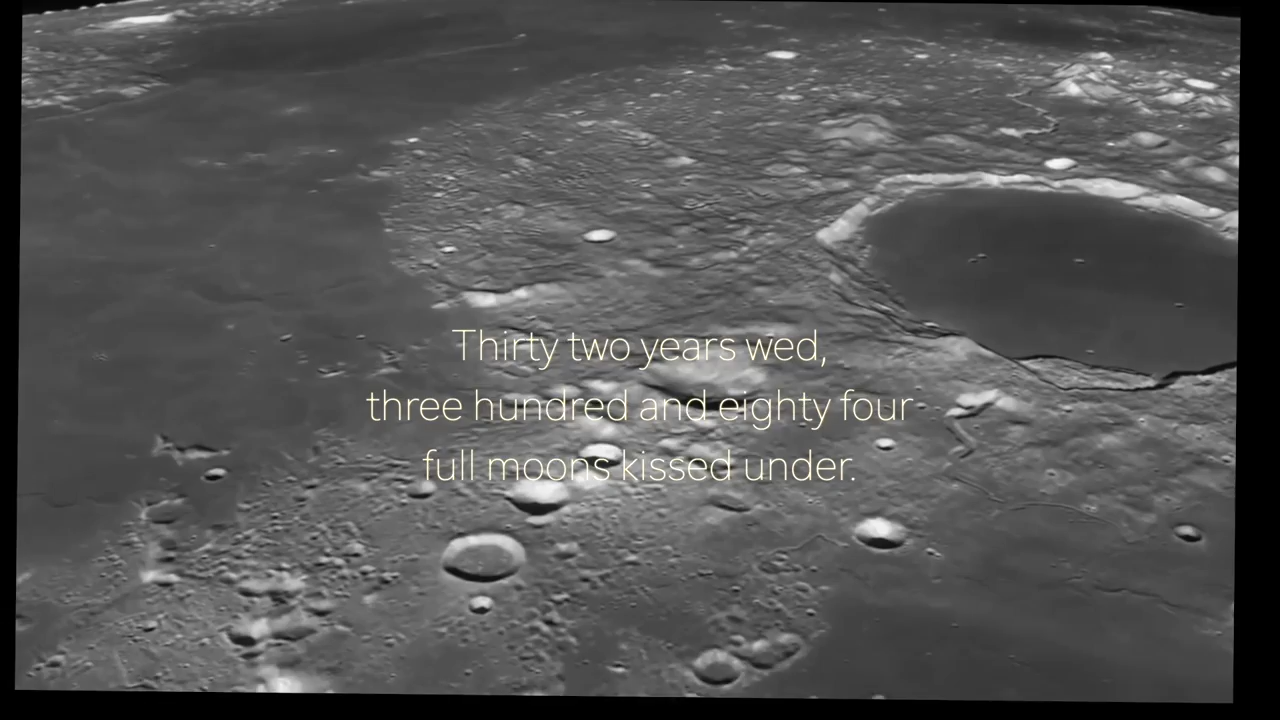 Thirty two years wed,
three hundred and eighty four
full moons kissed under.